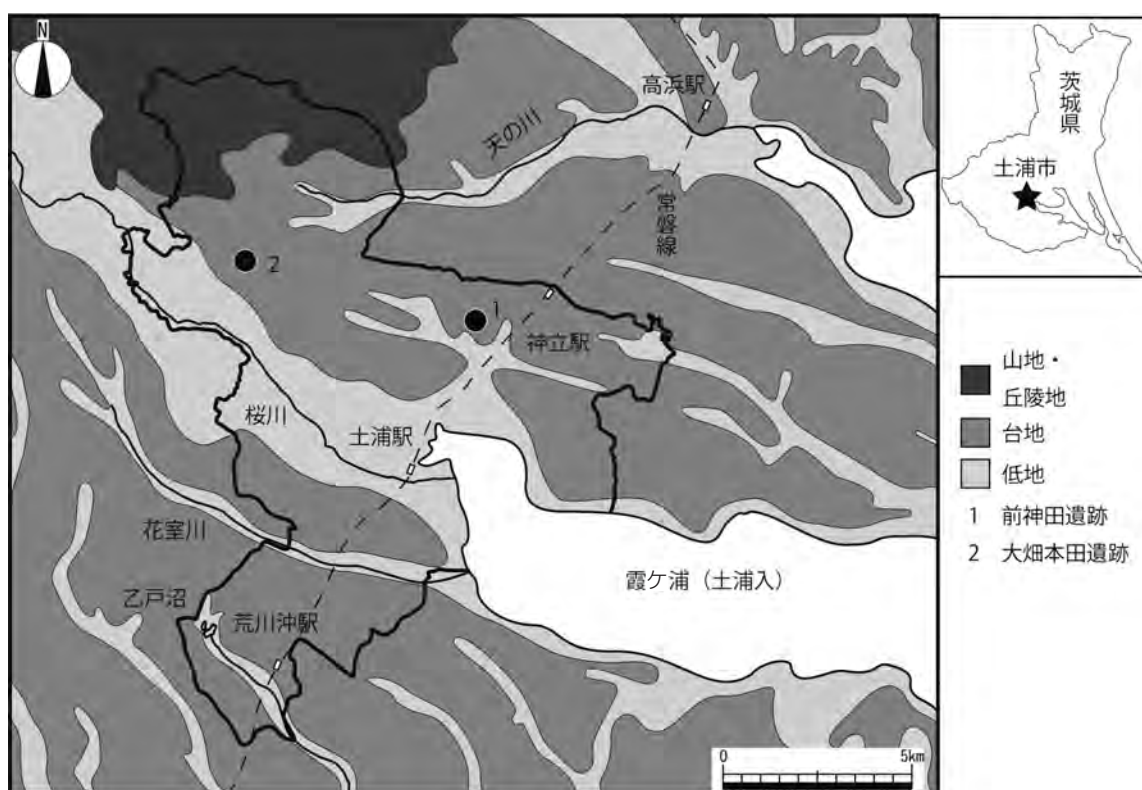 N
高浜駅
天の川
常磐線
2
1
神立駅
桜川
土浦駅
花室川
乙戸沼
荒川沖駅
霞ケ浦（土浦入）
0 5km
茨城県
土浦市
山地・
丘陵地
台地
低地
1 前神田遺跡
2 大畑本田遺跡